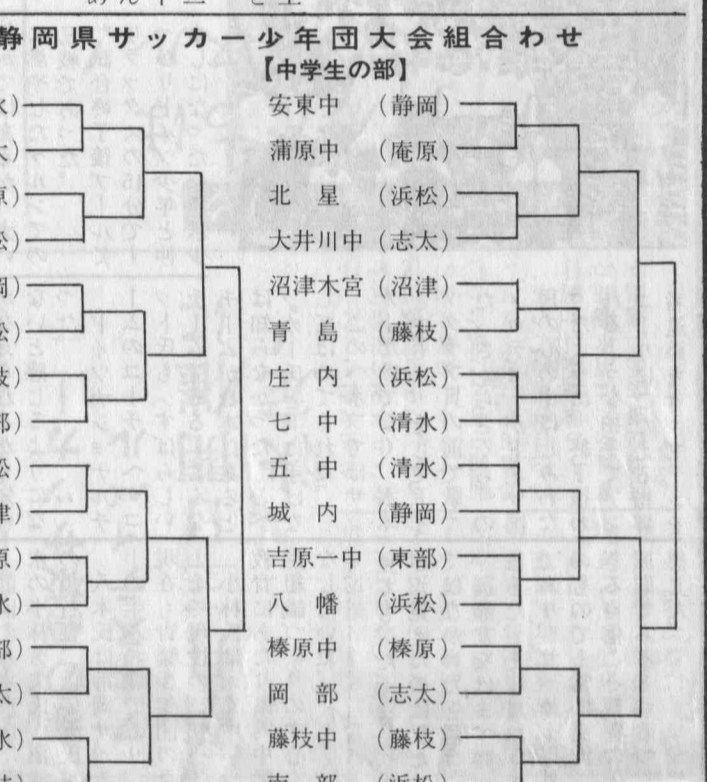 静岡県サッカー少年団大会組合わせ
【中学生の部】
安東中 (静岡)
蒲原中 (庵原)
北星 (浜松)
大井川中 (志太)
沼津木宮 (沼津)
青島 (藤枝)
庄内 (浜松)
七中 (清水)
五中 (清水)
城内 (静岡)
吉原一中 (東部)
八幡 (浜松)
榛原中 (榛原)
岡部 (志太)
藤枝中 (藤枝)